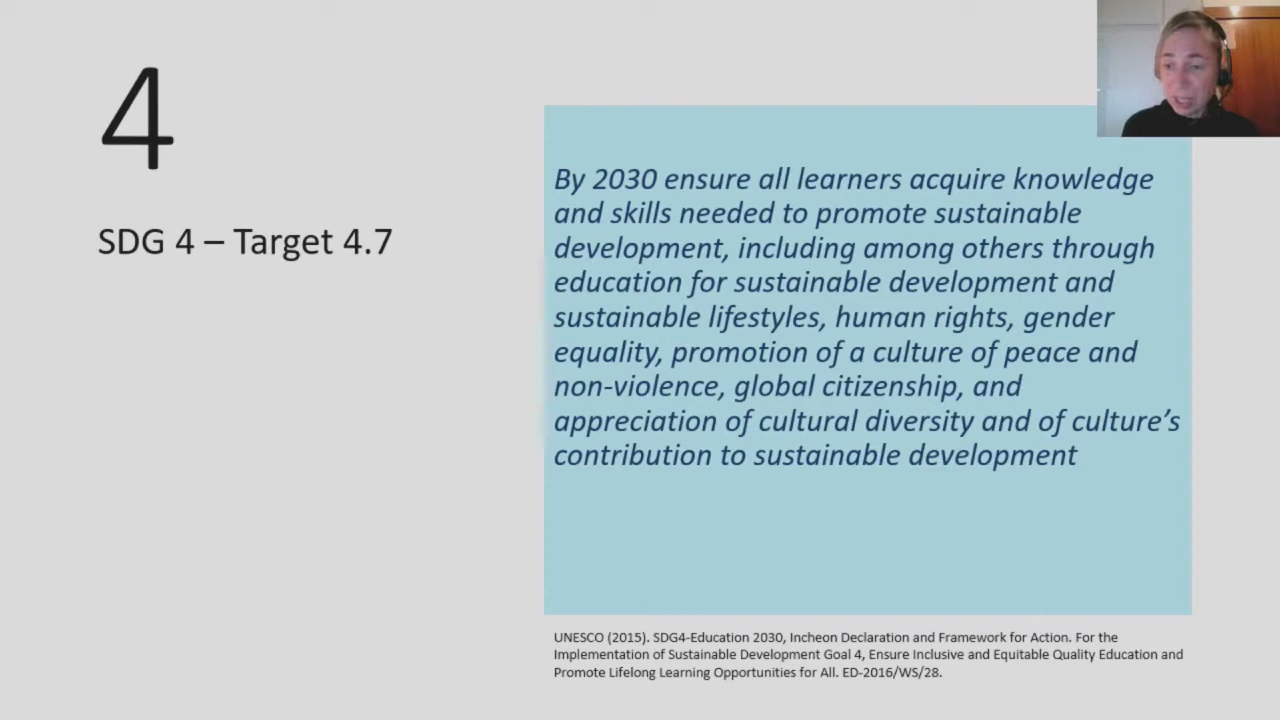 4
SDG 4 – Target 4.7
By 2030 ensure all learners acquire knowledge
and skills needed to promote sustainable
development, including among others through
education for sustainable development and
sustainable lifestyles, human rights, gender
equality, promotion of a culture of peace and
non-violence, global citizenship, and
appreciation of cultural diversity and of culture’s
contribution to sustainable development
UNESCO (2015). SDG4-Education 2030, Incheon Declaration and Framework for Action. For the
Implementation of Sustainable Development Goal 4, Ensure Inclusive and Equitable Quality Education and
Promote Lifelong Learning Opportunities for All. ED-2016/WS/28.